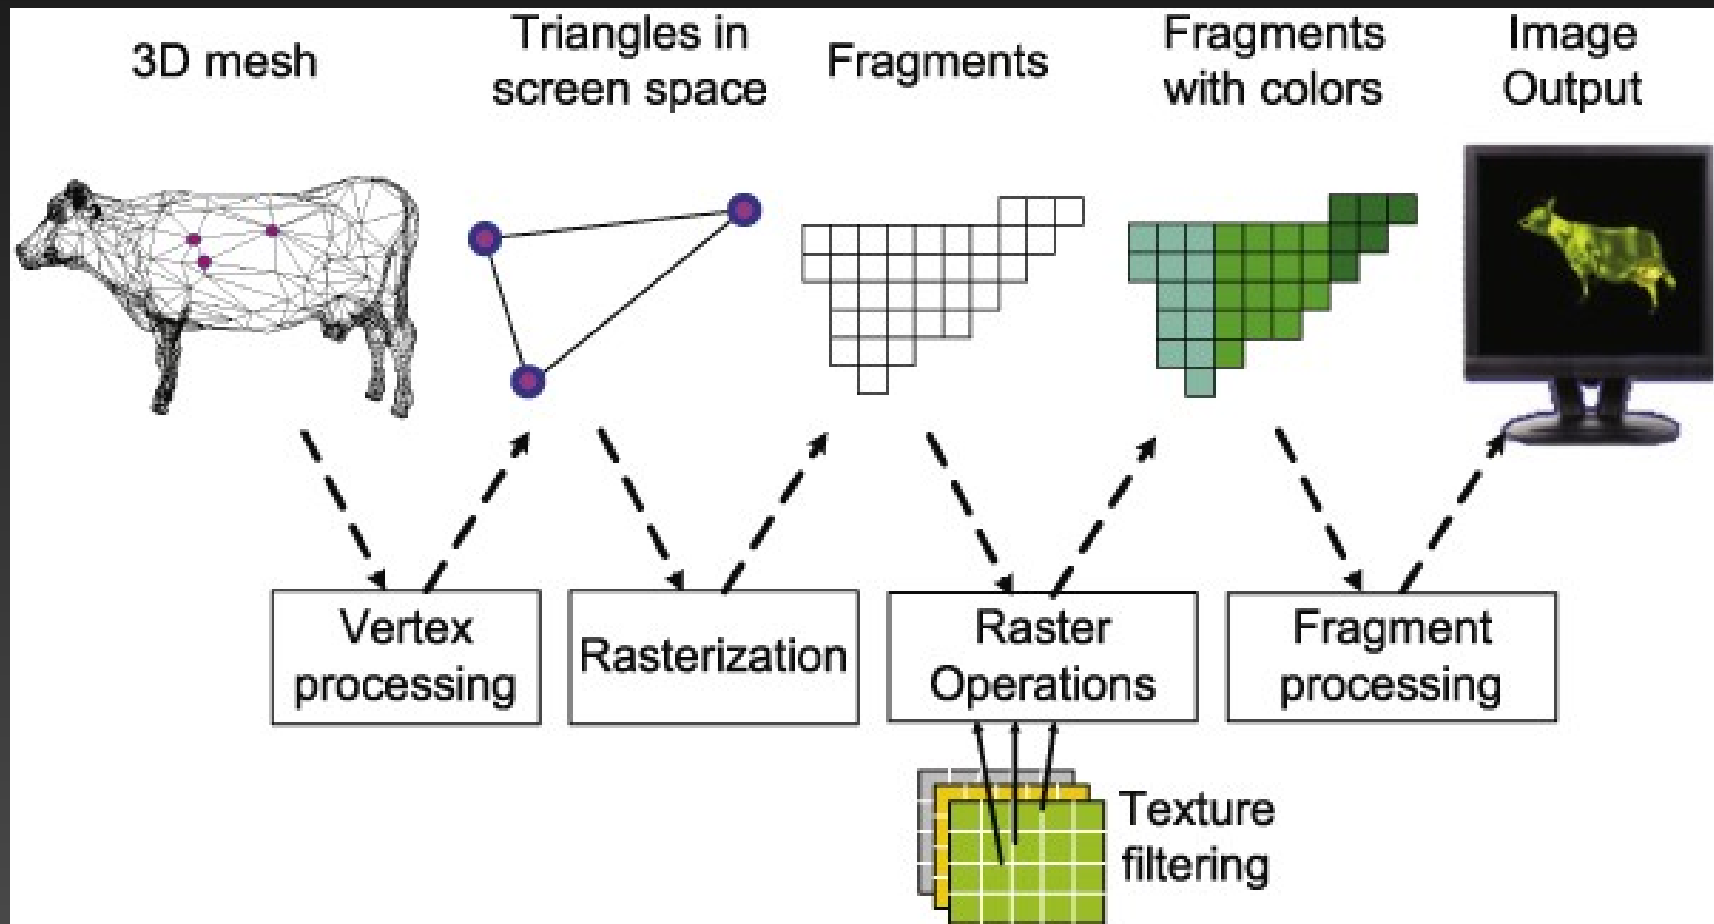 3D mesh
Triangles in
screen space
Fragments
Fragments
with colors
Image
Output
Vertex
processing
Rasterization
Raster
Operations
Fragment
processing
Texture
filtering